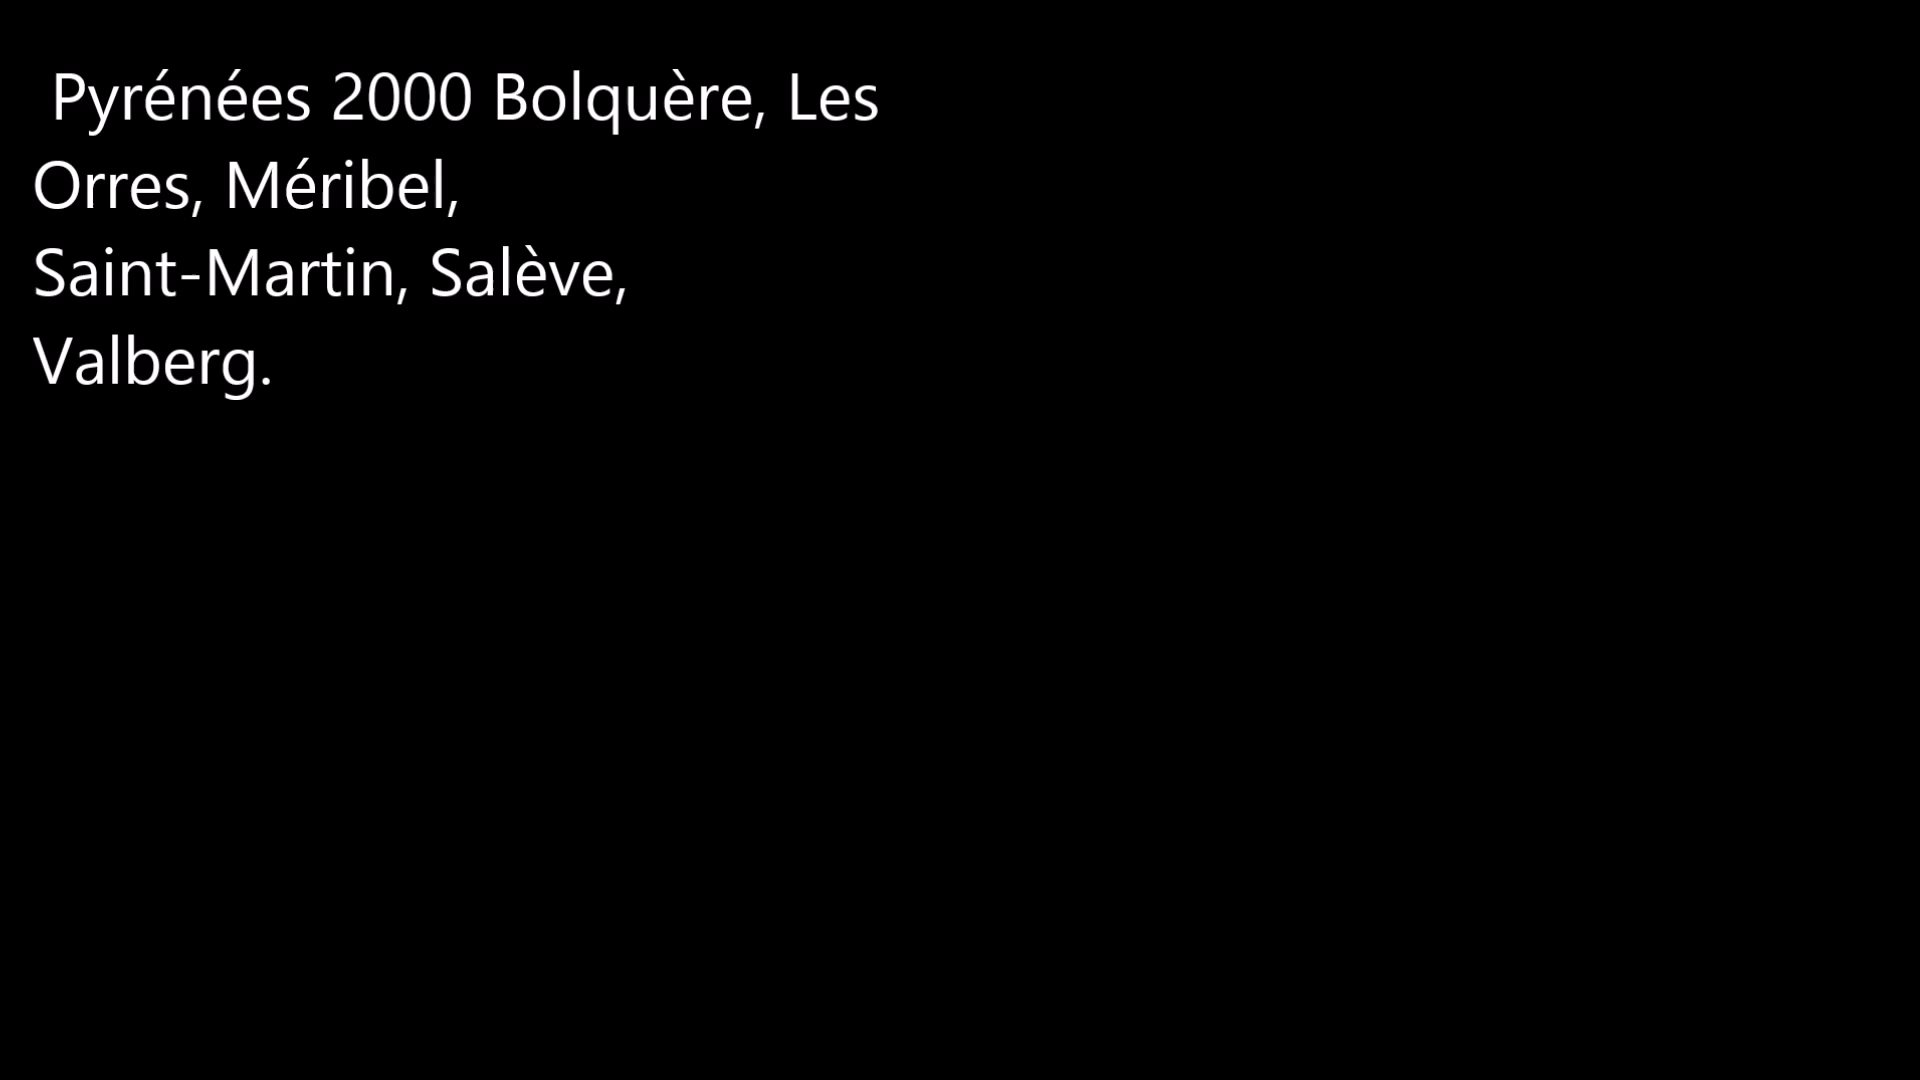 Pyrénées 2000 Bolquère, Les
Orres, Méribel,
Saint-Martin, Salève,
Valberg.